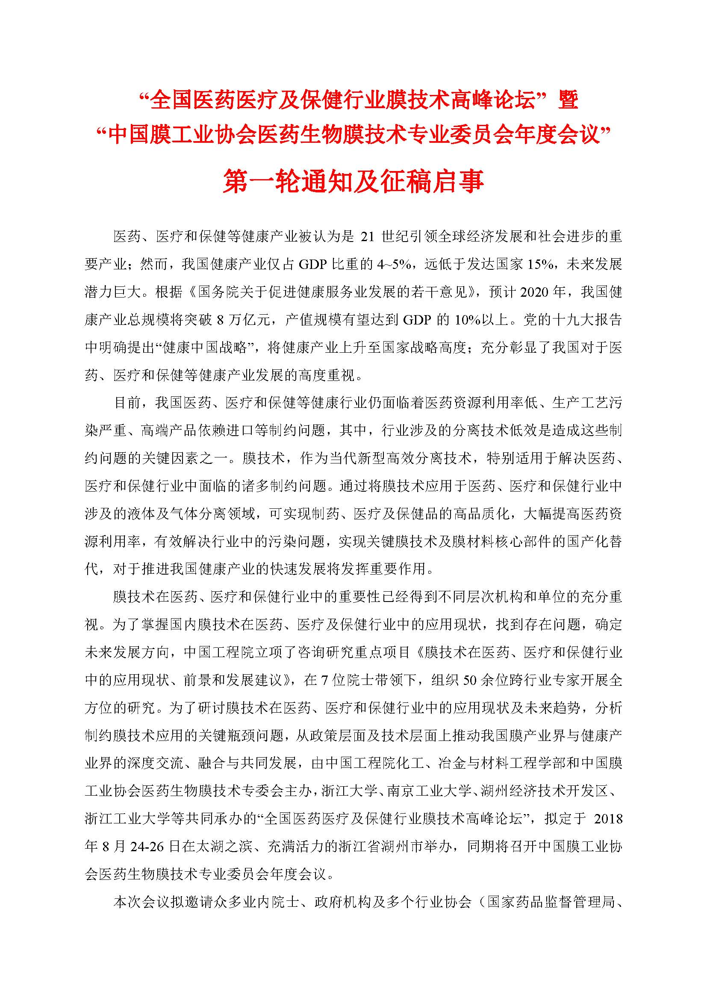 “全国医药医疗及保健行业膜技术高峰论坛” 暨
“中国膜工业协会医药生物膜技术专业委员会年度会议”
第一轮通知及征稿启事
医药、医疗和保健等健康产业被认为是 21 世纪引领全球经济发展和社会进步的重
要产业；然而，我国健康产业仅占 GDP 比重的 4~5%，远低于发达国家 15%，未来发展
潜力巨大。根据《国务院关于促进健康服务业发展的若干意见》，预计 2020 年，我国健
康产业总规模将突破 8 万亿元，产值规模有望达到 GDP 的 10%以上。党的十九大报告
中明确提出“健康中国战略”，将健康产业上升至国家战略高度；充分彰显了我国对于医
药、医疗和保健等健康产业发展的高度重视。
目前，我国医药、医疗和保健等健康行业仍面临着医药资源利用率低、生产工艺污
染严重、高端产品依赖进口等制约问题，其中，行业涉及的分离技术低效是造成这些制
约问题的关键因素之一。膜技术，作为当代新型高效分离技术，特别适用于解决医药、
医疗和保健行业中面临的诸多制约问题。通过将膜技术应用于医药、医疗和保健行业中
涉及的液体及气体分离领域，可实现制药、医疗及保健品的高品质化，大幅提高医药资
源利用率，有效解决行业中的污染问题，实现关键膜技术及膜材料核心部件的国产化替
代，对于推进我国健康产业的快速发展将发挥重要作用。
膜技术在医药、医疗和保健行业中的重要性已经得到不同层次机构和单位的充分重
视。为了掌握国内膜技术在医药、医疗及保健行业中的应用现状，找到存在问题，确定
未来发展方向，中国工程院立项了咨询研究重点项目《膜技术在医药、医疗和保健行业
中的应用现状、前景和发展建议》，在 7 位院士带领下，组织 50 余位跨行业专家开展全
方位的研究。为了研讨膜技术在医药、医疗和保健行业中的应用现状及未来趋势，分析
制约膜技术应用的关键瓶颈问题，从政策层面及技术层面上推动我国膜产业界与健康产
业界的深度交流、融合与共同发展，由中国工程院化工、冶金与材料工程学部和中国膜
工业协会医药生物膜技术专委会主办，浙江大学、南京工业大学、湖州经济技术开发区、
浙江工业大学等共同承办的“全国医药医疗及保健行业膜技术高峰论坛”，拟定于 2018
年 8 月 24-26 日在太湖之滨、充满活力的浙江省湖州市举办，同期将召开中国膜工业协
会医药生物膜技术专业委员会年度会议。
本次会议拟邀请众多业内院士、政府机构及多个行业协会（国家药品监督管理局、